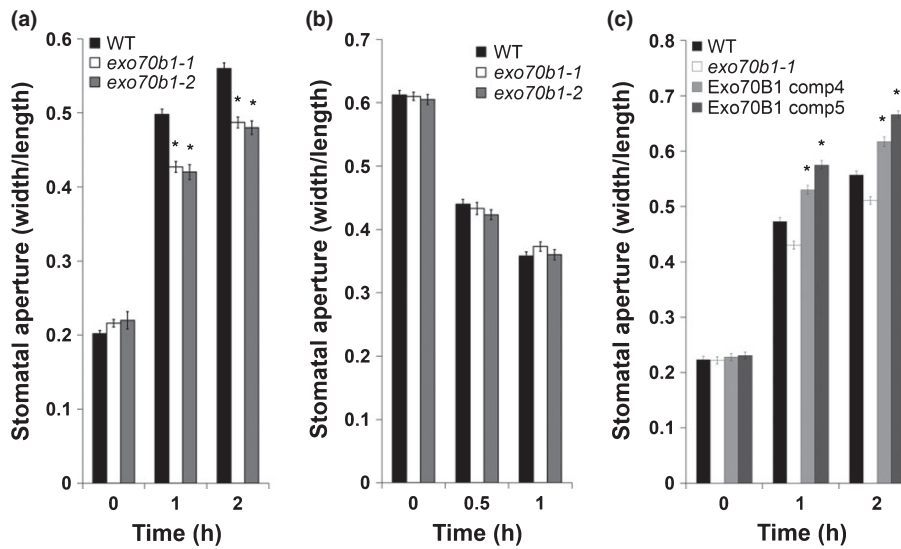 (a)
Stomatal aperture (width/length)
0.6
0.5
0.4
0.3
0.2
0.1
0
WT
exo70b1-1
exo70b1-2
* *
* *
0 1 2
Time (h)
(b)
Stomatal aperture (width/length)
0.7
0.6
0.5
0.4
0.3
0.2
0.1
0
WT
exo70b1-1
exo70b1-2
0 0.5 1
Time (h)
(c)
Stomatal aperture (width/length)
0.8
0.7
0.6
0.5
0.4
0.3
0.2
0.1
0
WT
exo70b1-1
Exo70B1 comp4
Exo70B1 comp5
* *
* *
0 1 2
Time (h)